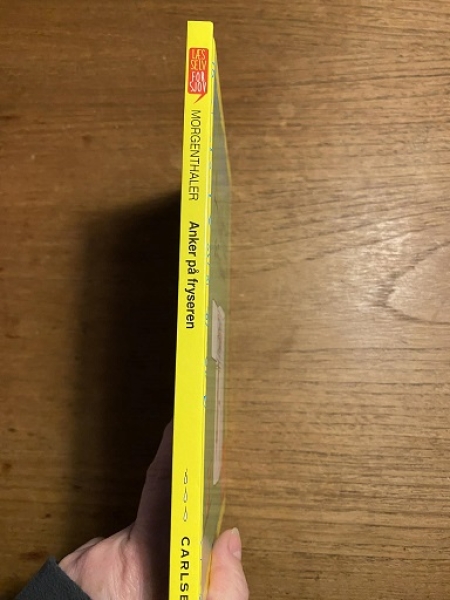 LÆS
SELV
FOR
SJOV
MORGENTHALER
Anker på fryseren
CARLSE